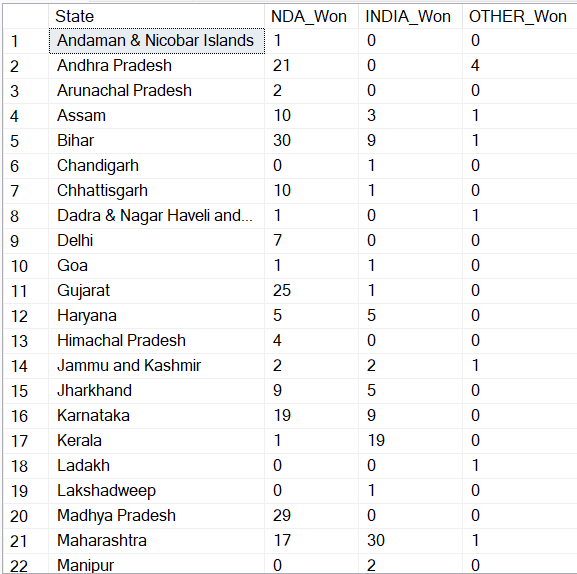 State NDA_Won INDIA_Won OTHER_Won
1 Andaman & Nicobar Islands 1 0 0
2 Andhra Pradesh 21 0 4
3 Arunachal Pradesh 2 0 0
4 Assam 10 3 1
5 Bihar 30 9 1
6 Chandigarh 0 1 0
7 Chhattisgarh 10 1 0
8 Dadra & Nagar Haveli and... 1 0 1
9 Delhi 7 0 0
10 Goa 1 1 0
11 Gujarat 25 1 0
12 Haryana 5 5 0
13 Himachal Pradesh 4 0 0
14 Jammu and Kashmir 2 2 1
15 Jharkhand 9 5 0
16 Karnataka 19 9 0
17 Kerala 1 19 0
18 Ladakh 0 0 1
19 Lakshadweep 0 1 0
20 Madhya Pradesh 29 0 0
21 Maharashtra 17 30 1
22 Manipur 0 2 0